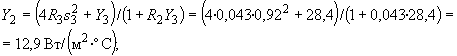 Y₂ = (4R₃s₃² + Y₃)/(1 + R₂Y₃) = (4·0,043·0,92² + 28,4)/(1 + 0,043·28,4) =
= 12,9 Вт/(м²·°С),